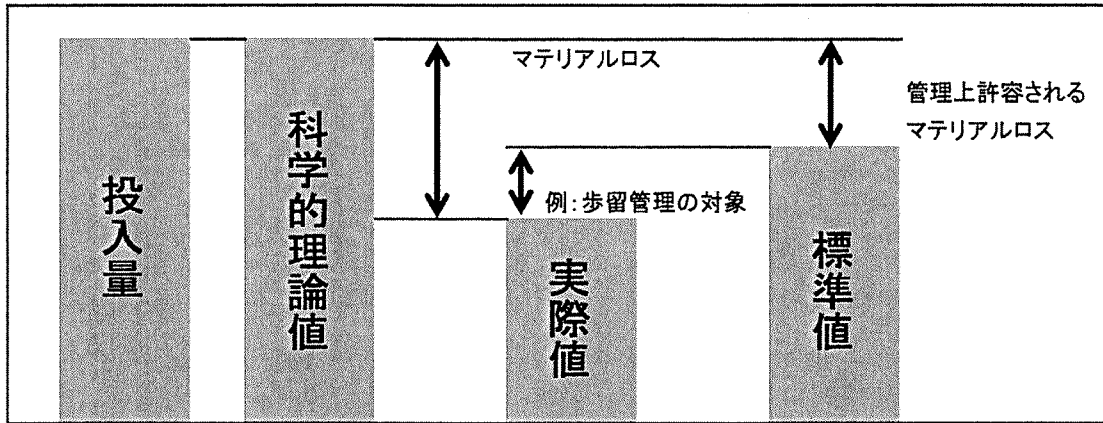 投入量
科学的理論値
マテリアルロス
例：歩留管理の対象
実際値
標準値
管理上許容される
マテリアルロス